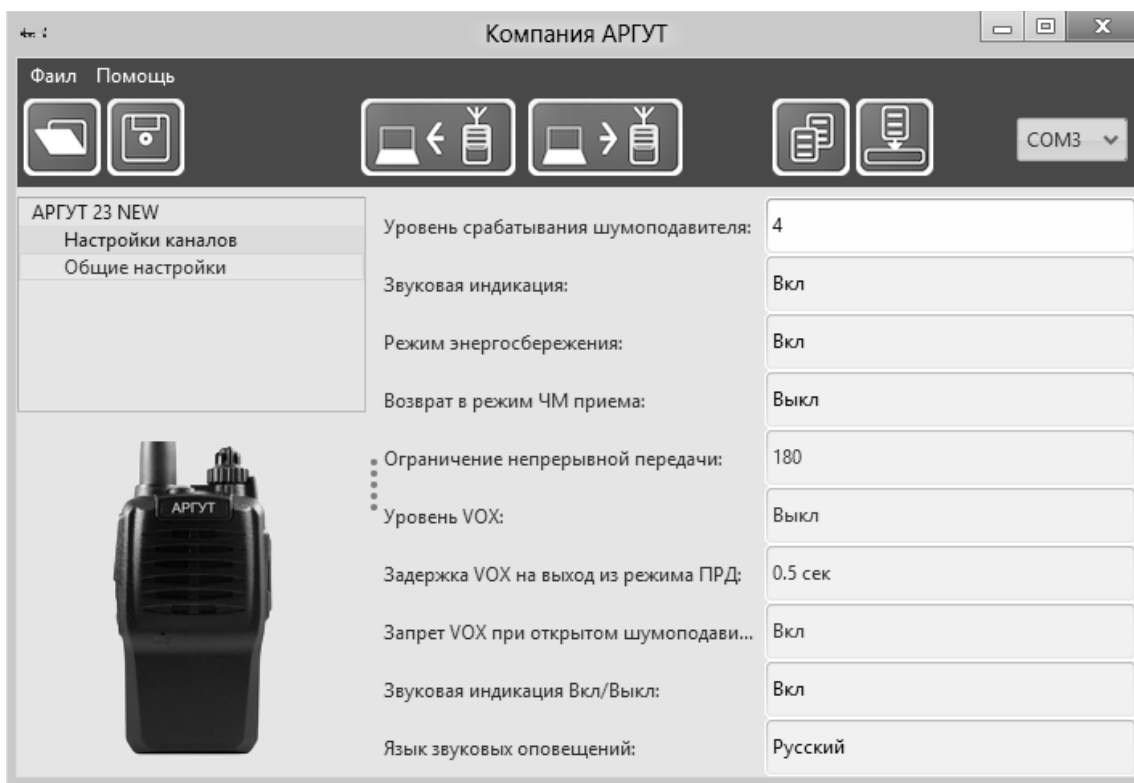 Компания АРГУТ
Фаил Помощь
COM3
АРГУТ 23 NEW
Настройки каналов
Общие настройки
АРГУТ
Уровень срабатывания шумоподавителя: 4
Звуковая индикация: Вкл
Режим энергосбережения: Вкл
Возврат в режим ЧМ приема: Выкл
Ограничение непрерывной передачи: 180
Уровень VOX: Выкл
Задержка VOX на выход из режима ПРД: 0.5 сек
Запрет VOX при открытом шумоподави... Вкл
Звуковая индикация Вкл/Выкл: Вкл
Язык звуковых оповещений: Русский